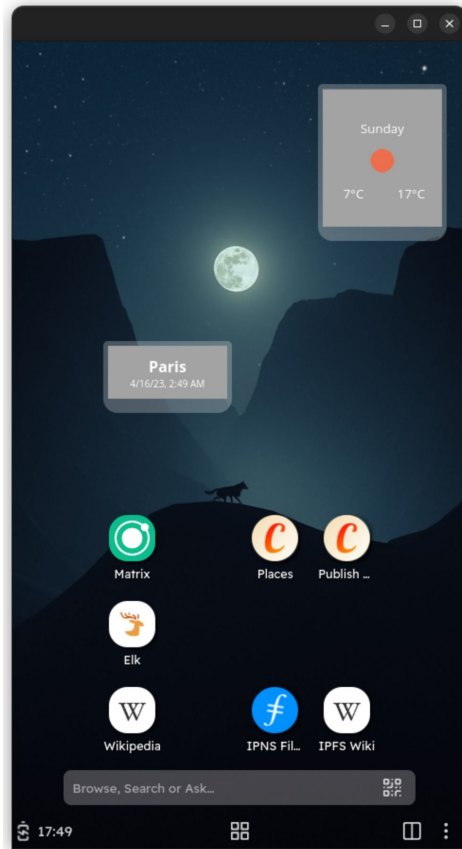 Sunday
7°C 17°C
Paris
4/16/23, 2:49 AM
Matrix
Places
Publish ...
Elk
W
Wikipedia
IPNS Fil...
W
IPFS Wiki
Browse, Search or Ask...
17:49